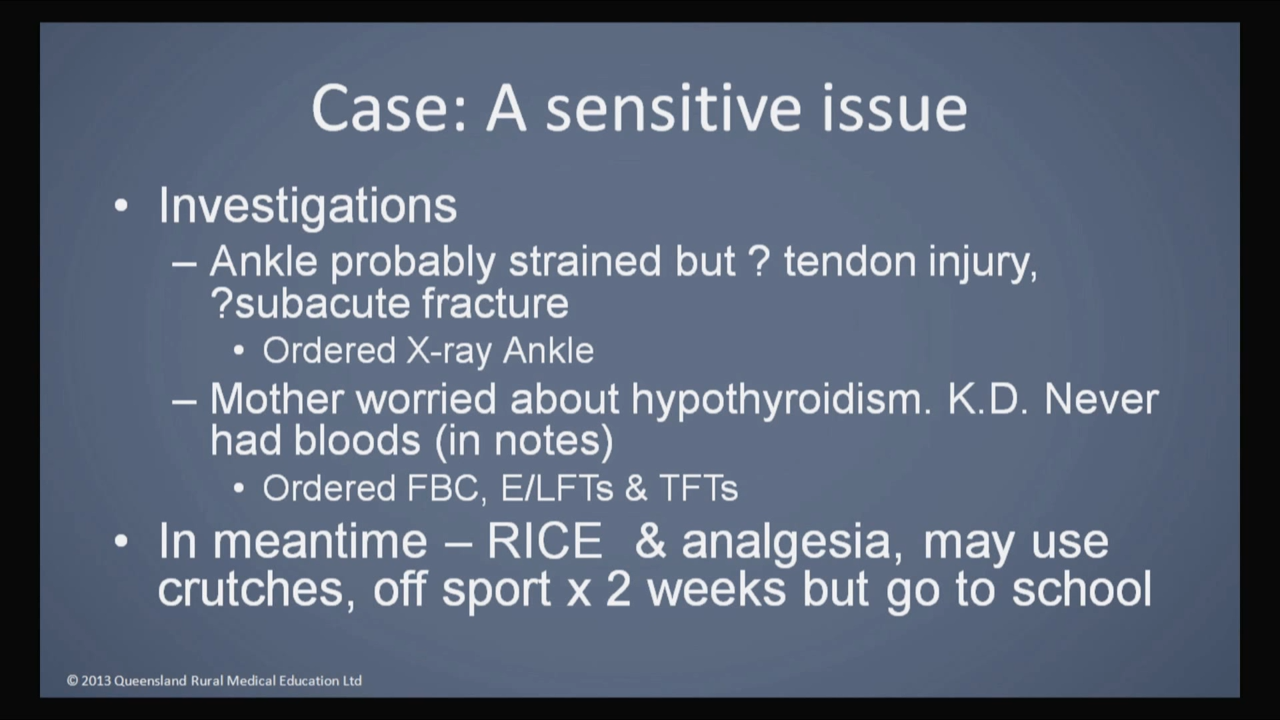 Case: A sensitive issue
• Investigations
– Ankle probably strained but ? tendon injury,
?subacute fracture
• Ordered X-ray Ankle
– Mother worried about hypothyroidism. K.D. Never
had bloods (in notes)
• Ordered FBC, E/LFTs & TFTs
• In meantime – RICE & analgesia, may use
crutches, off sport x 2 weeks but go to school
© 2013 Queensland Rural Medical Education Ltd